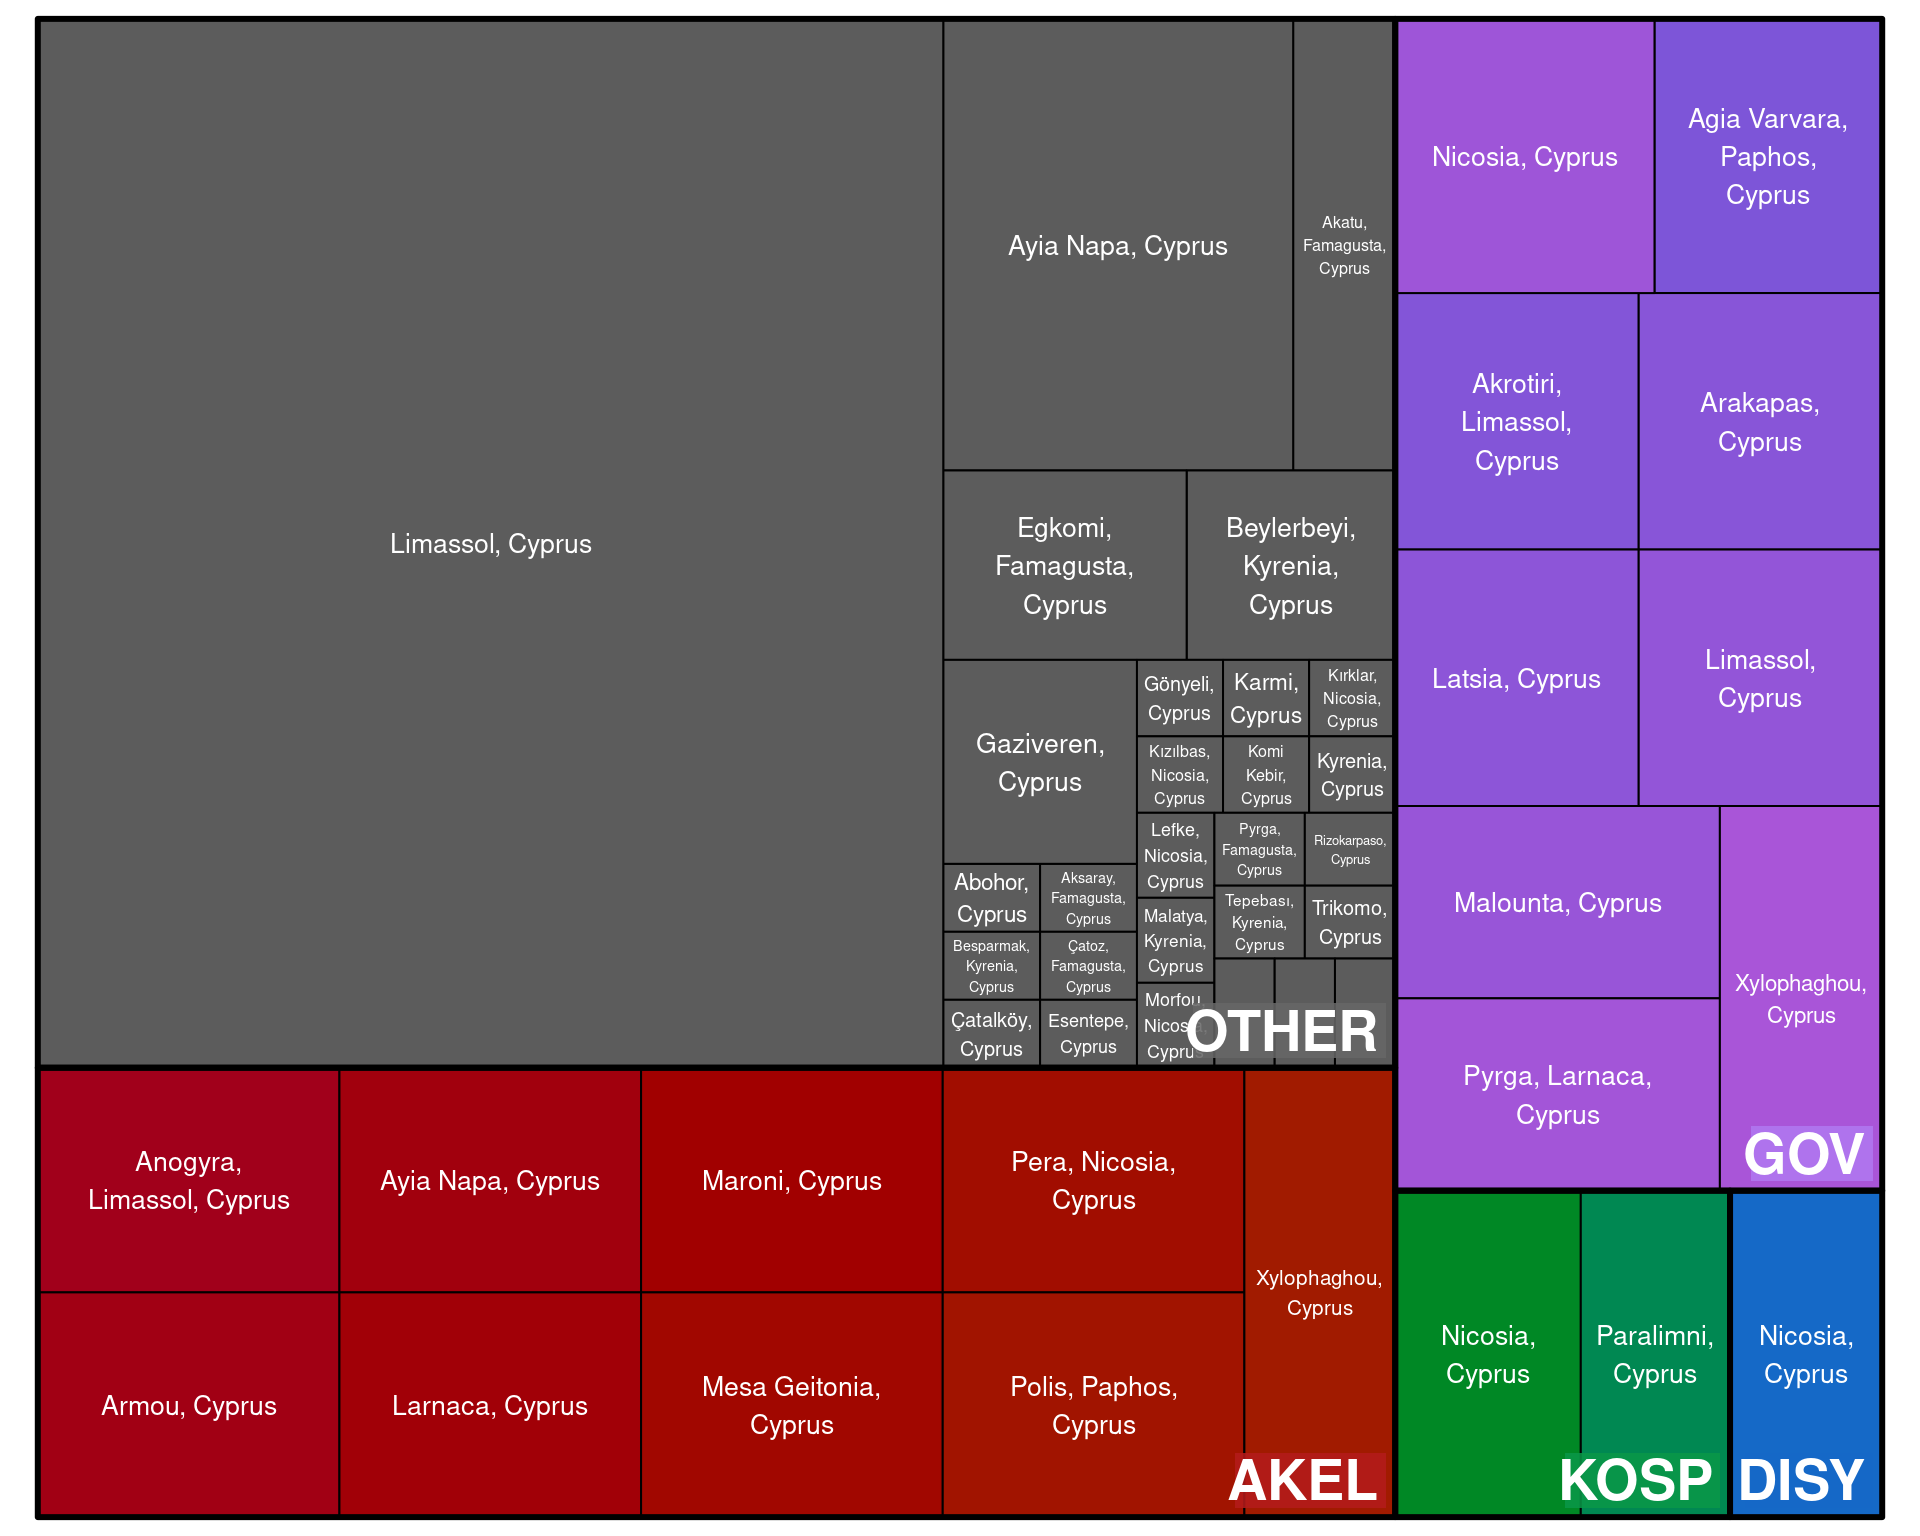 Limassol, Cyprus
Ayia Napa, Cyprus
Akatu,
Famagusta,
Cyprus
Egkomi,
Famagusta,
Cyprus
Beylerbeyi,
Kyrenia,
Cyprus
Gaziveren,
Cyprus
Gönyeli,
Cyprus
Karmi,
Cyprus
Kırklar,
Nicosia,
Cyprus
Kızılbas,
Nicosia,
Cyprus
Komi
Kebir,
Cyprus
Kyrenia,
Cyprus
Abohor,
Cyprus
Aksaray,
Famagusta,
Cyprus
Besparmak,
Kyrenia,
Cyprus
Çatoz,
Famagusta,
Cyprus
Çatalköy,
Cyprus
Esentepe,
Cyprus
Lefke,
Nicosia,
Cyprus
Malatya,
Kyrenia,
Cyprus
Morfou,
Nicosia,
Cyprus
Pyrga,
Famagusta,
Cyprus
Rizokarpaso,
Cyprus
Tepebası,
Kyrenia,
Cyprus
Trikomo,
Cyprus
OTHER
Anogyra,
Limassol, Cyprus
Ayia Napa, Cyprus
Maroni, Cyprus
Pera, Nicosia,
Cyprus
Armou, Cyprus
Larnaca, Cyprus
Mesa Geitonia,
Cyprus
Polis, Paphos,
Cyprus
Xylophaghou,
Cyprus
AKEL
Nicosia, Cyprus
Agia Varvara,
Paphos,
Cyprus
Akrotiri,
Limassol,
Cyprus
Arakapas,
Cyprus
Latsia, Cyprus
Limassol,
Cyprus
Malounta, Cyprus
Pyrga, Larnaca,
Cyprus
Xylophaghou,
Cyprus
GOV
Nicosia,
Cyprus
Paralimni,
Cyprus
KOSP
Nicosia,
Cyprus
DISY